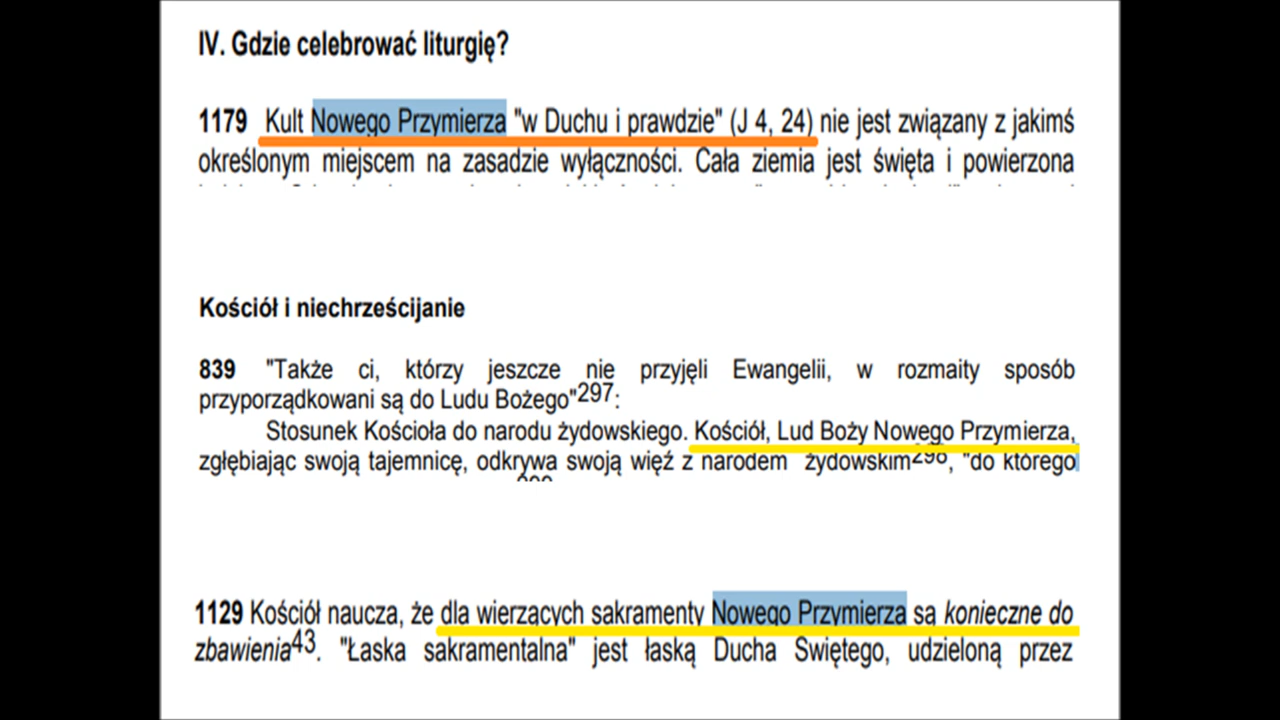 IV. Gdzie celebrować liturgię?
1179 Kult Nowego Przymierza "w Duchu i prawdzie" (J 4, 24) nie jest związany z jakimś
określonym miejscem na zasadzie wyłączności. Cała ziemia jest święta i powierzona
Kościół i niechrześcijanie
839 "Także ci, którzy jeszcze nie przyjęli Ewangelii, w rozmaity sposób
przyporządkowani są do Ludu Bożego"297:
Stosunek Kościoła do narodu żydowskiego. Kościół, Lud Boży Nowego Przymierza,
zgłębiając swoją tajemnicę, odkrywa swoją więź z narodem żydowskim298, "do którego
1129 Kościół naucza, że dla wierzących sakramenty Nowego Przymierza są konieczne do
zbawienia43. "Łaska sakramentalna" jest łaską Ducha Świętego, udzieloną przez